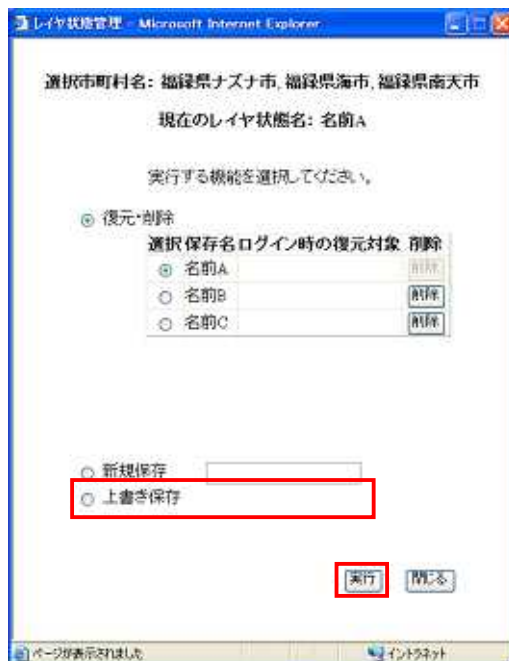 レイヤ状態管理 - Microsoft Internet Explorer
選択市町村名: 福録県ナズナ市, 福録県海市, 福録県南天市
現在のレイヤ状態名: 名前A
実行する機能を選択してください。
復元・削除
選択 保存名 ログイン時の復元対象 削除
名前A 削除
名前B 削除
名前C 削除
新規保存
上書き保存
実行 閉じる
ページが表示されました イントラネット